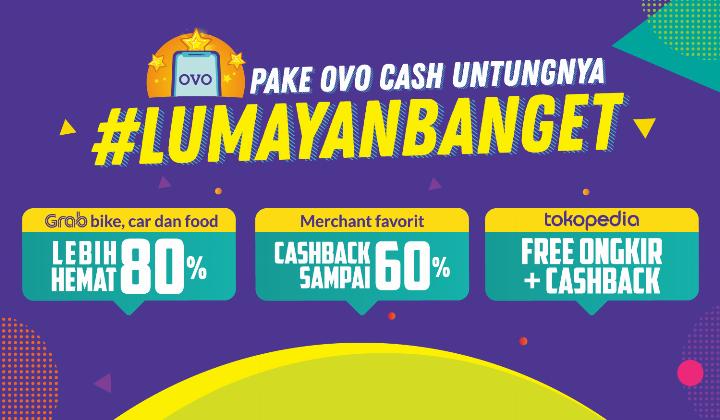 OVO
PAKE OVO CASH UNTUNGNYA
#LUMAYANBANGET
Grab bike, car dan food
LEBIH
HEMAT 80%
Merchant favorit
CASHBACK
SAMPAI 60%
tokopedia
FREE ONGKIR
+ CASHBACK